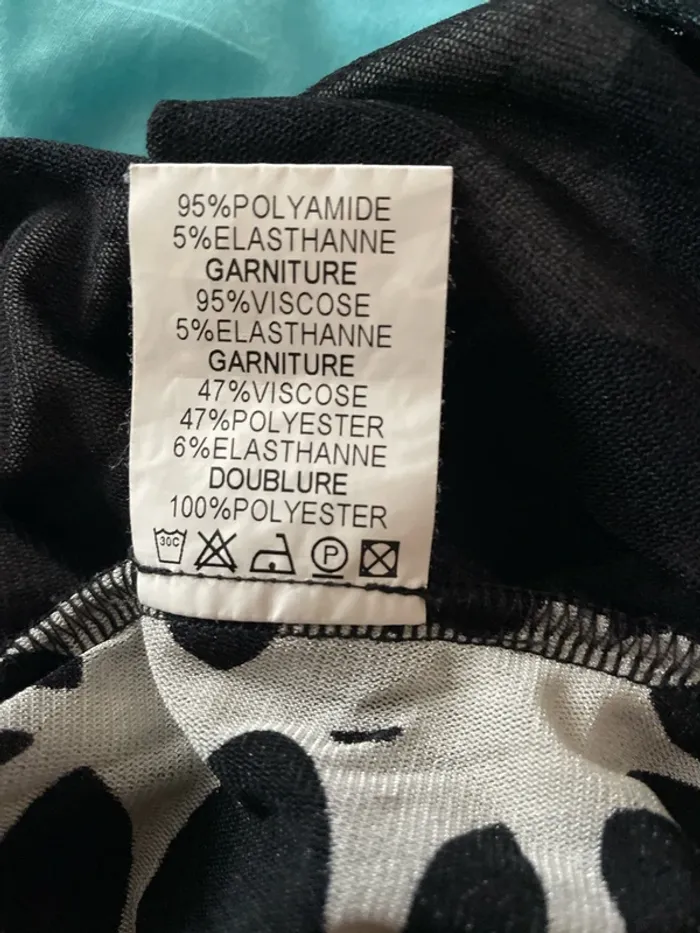 95%POLYAMIDE
5%ELASTHANNE
GARNITURE
95%VISCOSE
5%ELASTHANNE
GARNITURE
47%VISCOSE
47%POLYESTER
6%ELASTHANNE
DOUBLURE
100%POLYESTER
30C P